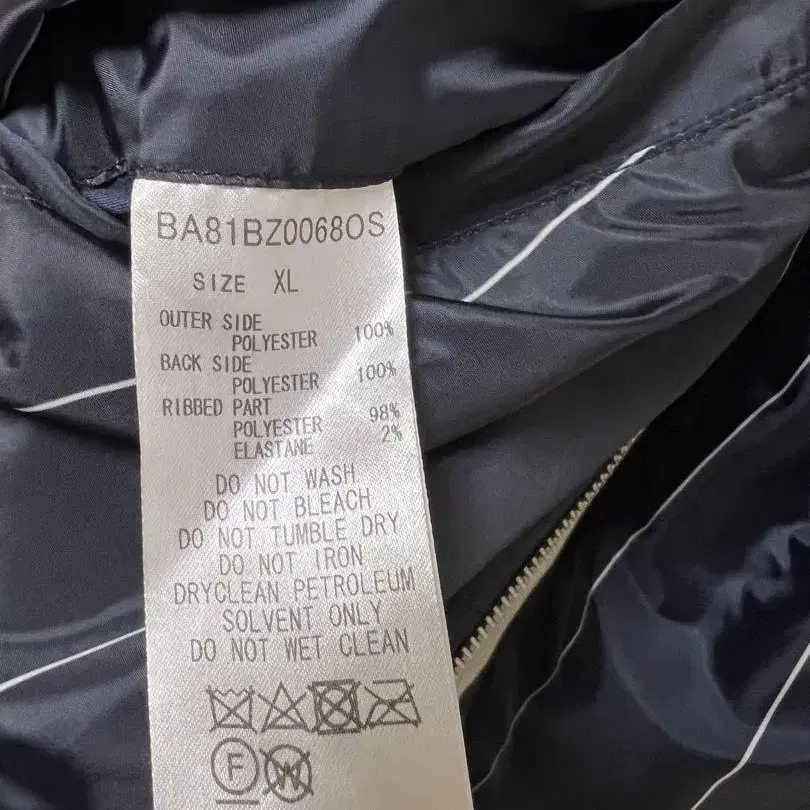 BA81BZ0068OS
SIZE XL
OUTER SIDE
POLYESTER 100%
BACK SIDE
POLYESTER 100%
RIBBED PART
POLYESTER 98%
ELASTANE 2%
DO NOT WASH
DO NOT BLEACH
DO NOT TUMBLE DRY
DO NOT IRON
DRYCLEAN PETROLEUM
SOLVENT ONLY
DO NOT WET CLEAN
F W